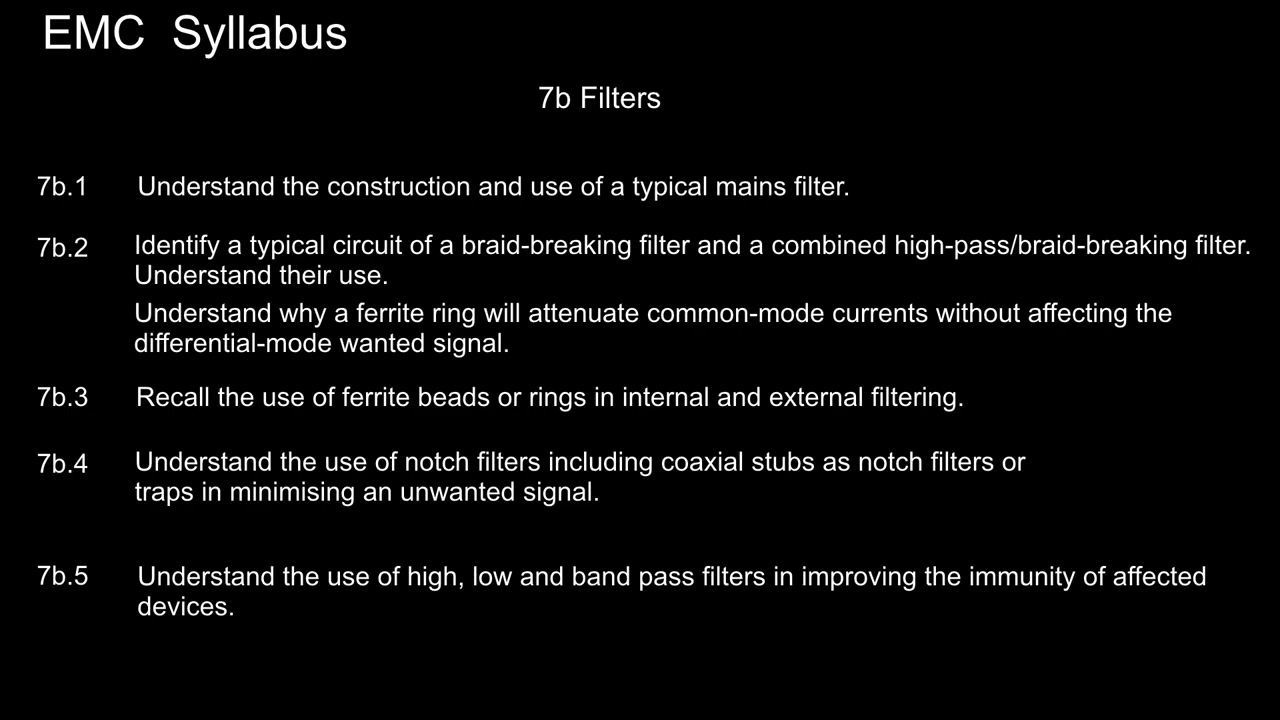 EMC  Syllabus
7b Filters
7b.1 Understand the construction and use of a typical mains filter.
7b.2 Identify a typical circuit of a braid-breaking filter and a combined high-pass/braid-breaking filter.
Understand their use.
Understand why a ferrite ring will attenuate common-mode currents without affecting the
differential-mode wanted signal.
7b.3 Recall the use of ferrite beads or rings in internal and external filtering.
7b.4 Understand the use of notch filters including coaxial stubs as notch filters or
traps in minimising an unwanted signal.
7b.5 Understand the use of high, low and band pass filters in improving the immunity of affected
devices.